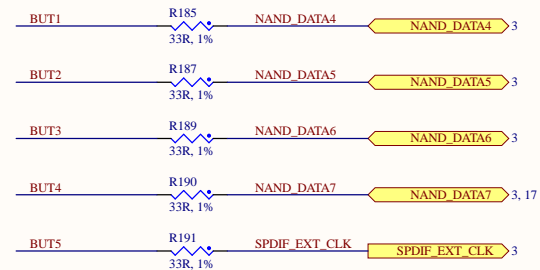 BUT1 R185 33R, 1% NAND_DATA4 NAND_DATA4 3
BUT2 R187 33R, 1% NAND_DATA5 NAND_DATA5 3
BUT3 R189 33R, 1% NAND_DATA6 NAND_DATA6 3
BUT4 R190 33R, 1% NAND_DATA7 NAND_DATA7 3, 17
BUT5 R191 33R, 1% SPDIF_EXT_CLK SPDIF_EXT_CLK 3